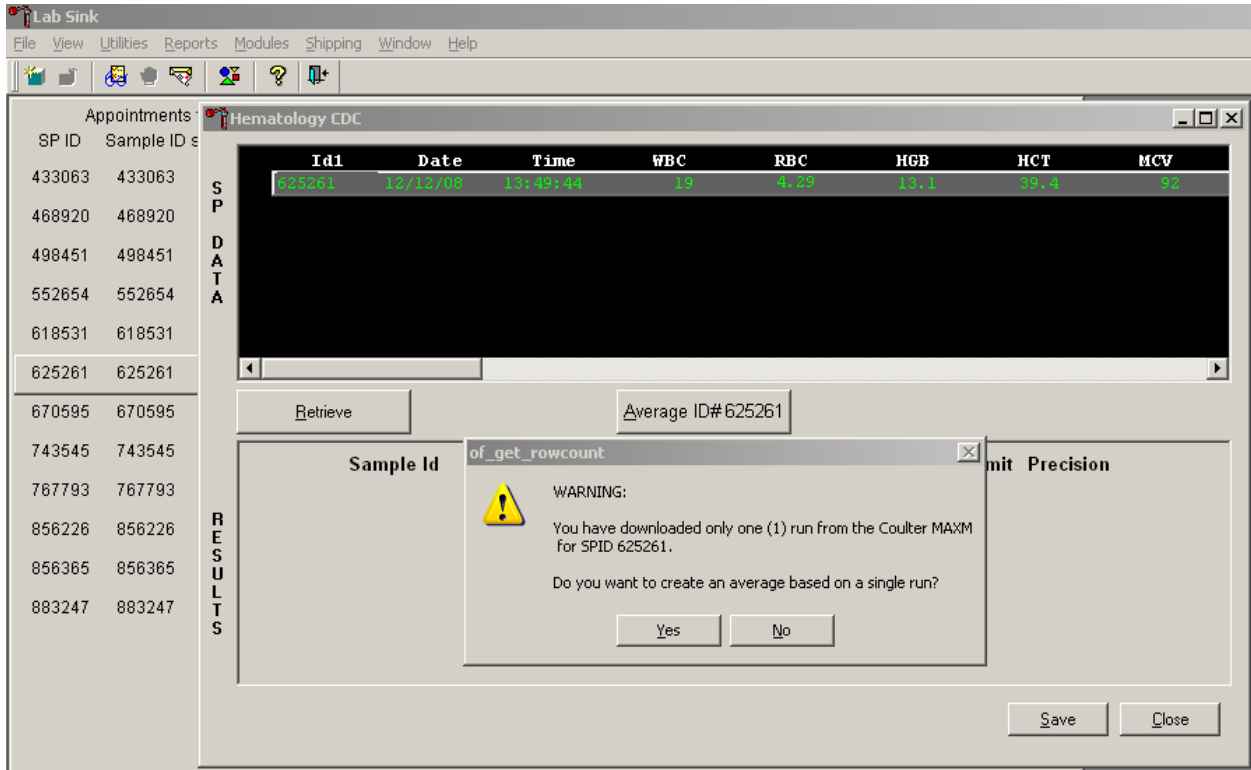 Lab Sink
File View Utilities Reports Modules Shipping Window Help
Appointments
SP ID Sample ID s
433063 433063
468920 468920
498451 498451
552654 552654
618531 618531
625261 625261
670595 670595
743545 743545
767793 767793
856226 856226
856365 856365
883247 883247
Hematology CDC
SP DATA
Id1 Date Time WBC RBC HGB HCT MCV
625261 12/12/08 13:49:44 19 4.29 13.1 39.4 92
Retrieve Average ID# 625261
RESULTS
Sample Id mit Precision
of_get_rowcount
WARNING:
You have downloaded only one (1) run from the Coulter MAXM
for SPID 625261.
Do you want to create an average based on a single run?
Yes No
Save Close